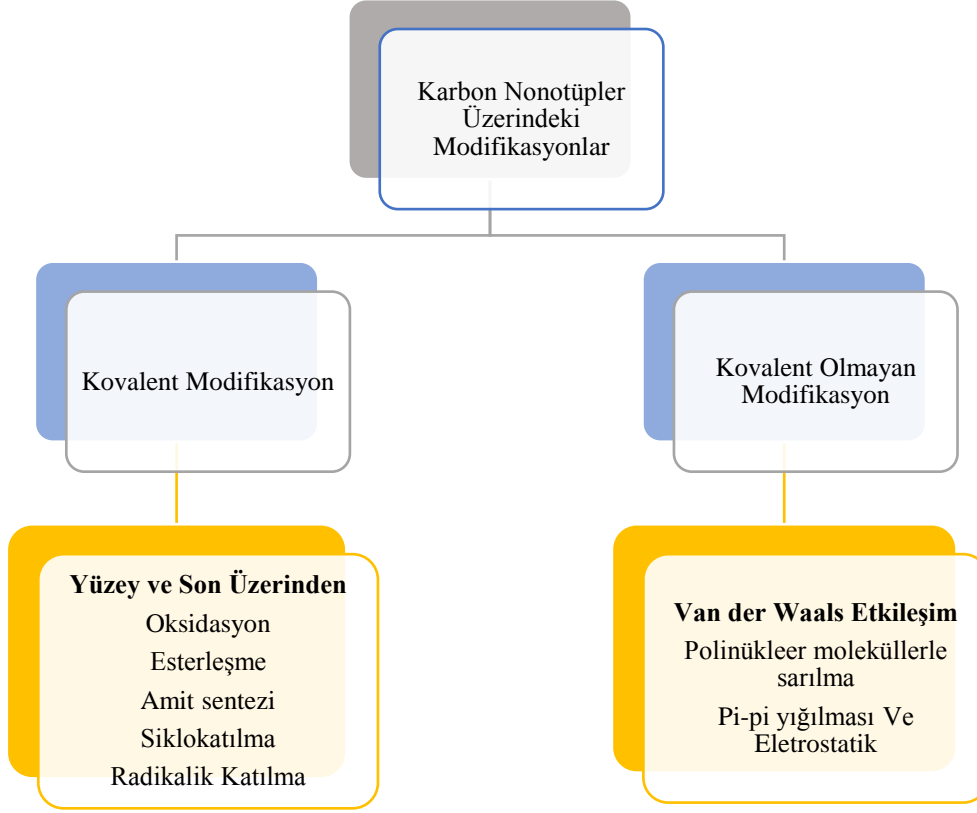 Karbon Nonotüpler
Üzerindeki
Modifikasyonlar
Kovalent Modifikasyon
Kovalent Olmayan
Modifikasyon
Yüzey ve Son Üzerinden
Oksidasyon
Esterleşme
Amit sentezi
Siklokatılma
Radikalik Katılma
Van der Waals Etkileşim
Polinükleer moleküllerle
sarılma
Pi-pi yığılması Ve
Eletrostatik